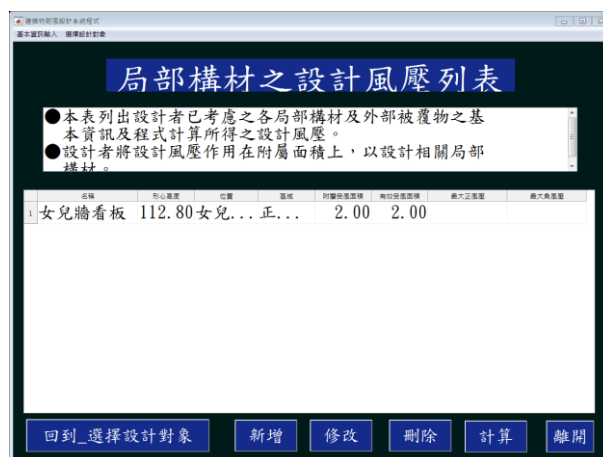 建築物耐風設計系統程式
基本資訊輸入 選擇設計對象
局部構材之設計風壓列表
●本表列出設計者已考慮之各局部構材及外部被覆物之基
本資訊及程式計算所得之設計風壓。
●設計者將設計風壓作用在附屬面積上，以設計相關局部
構材。
名稱 形心高度 位置 區域 附屬受風面積 有效受風面積 最大正風壓 最大負風壓
1 女兒牆看板 112.80 女兒... 正... 2.00 2.00
回到_選擇設計對象 新增 修改 刪除 計算 離開